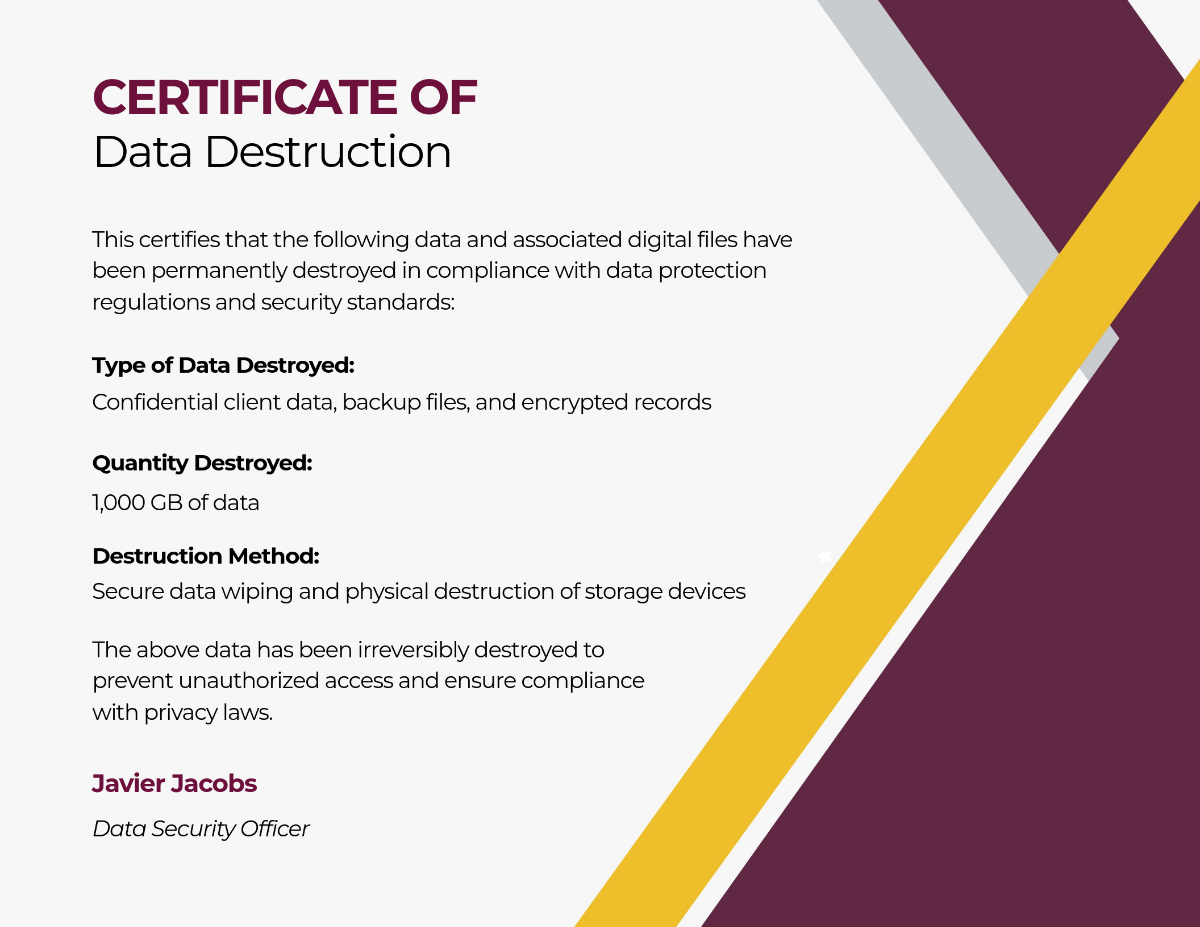 CERTIFICATE OF
Data Destruction
This certifies that the following data and associated digital files have
been permanently destroyed in compliance with data protection
regulations and security standards:
Type of Data Destroyed:
Confidential client data, backup files, and encrypted records
Quantity Destroyed:
1,000 GB of data
Destruction Method:
Secure data wiping and physical destruction of storage devices
The above data has been irreversibly destroyed to
prevent unauthorized access and ensure compliance
with privacy laws.
Javier Jacobs
Data Security Officer